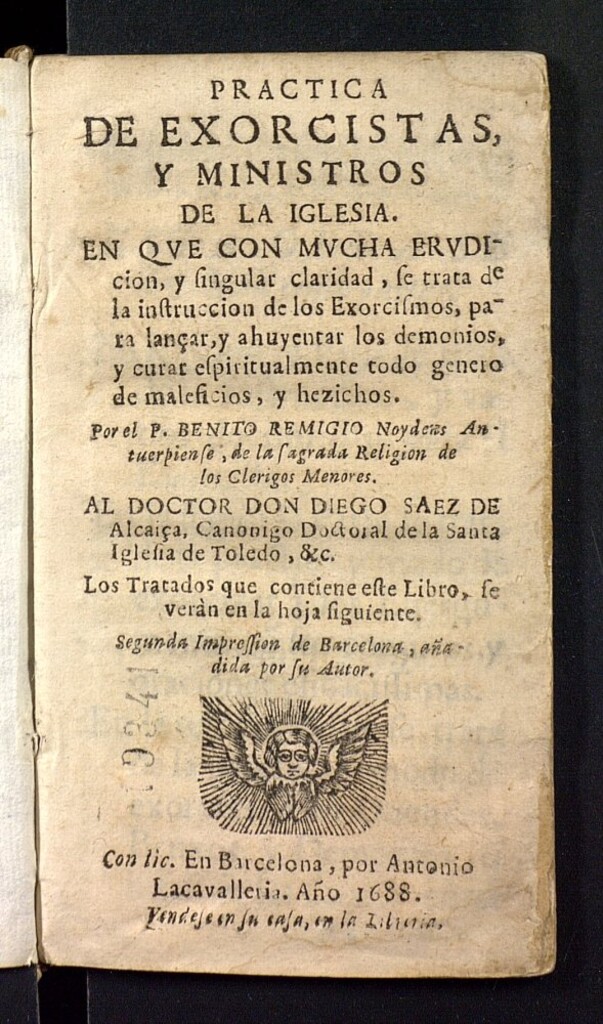 PRACTICA
DE EXORCISTAS,
Y MINISTROS
DE LA IGLESIA.
EN QVE CON MVCHA ERVDI-
cion, y ſingular claridad, ſe trata de
la inſtruccion de los Exorciſmos, pa-
ra lançar, y ahuyentar los demonios,
y curar eſpiritualmente todo genero
de maleficios, y hezichos.
Por el P. BENITO REMIGIO Noydens An-
tuerpienſe, de la ſagrada Religion de
los Clerigos Menores.
AL DOCTOR DON DIEGO SAEZ DE
Alcaiça, Canonigo Doctoral de la Santa
Igleſia de Toledo, &c.
Los Tratados que contiene eſte Libro, ſe
veràn en la hoja ſiguiente.
Segunda Impreſſion de Barcelona, aña-
dida por ſu Autor.
Con lic. En Barcelona, por Antonio
Lacavalleria. Año 1688.
Vendeſe en ſu caſa, en la Libreria.